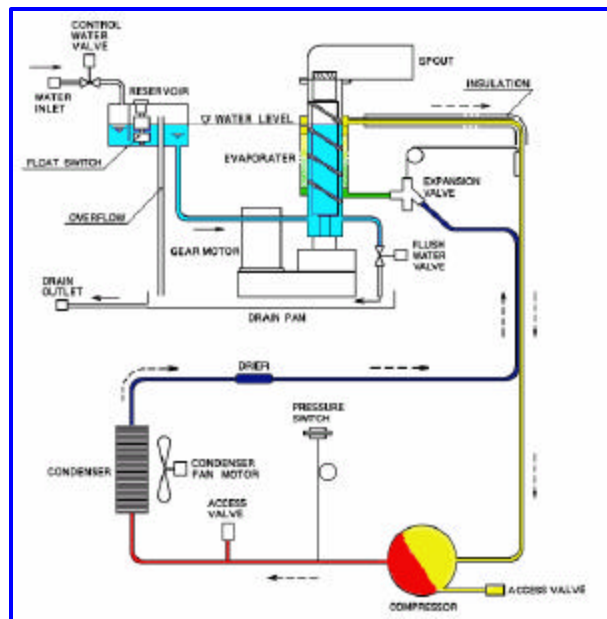 CONTROL
WATER
VALVE
SPOUT
RESERVOIR
INSULATION
WATER
INLET
WATER LEVEL
FLOAT SWITCH
EVAPORATER
EXPANSION
VALVE
OVERFLOW
GEAR MOTOR
FLUSH
WATER
VALVE
DRAIN
OUTLET
DRAIN PAN
DRIER
PRESSURE
SWITCH
CONDENSER
CONDENSER
FAN MOTOR
ACCESS
VALVE
ACCESS VALVE
COMPRESSOR